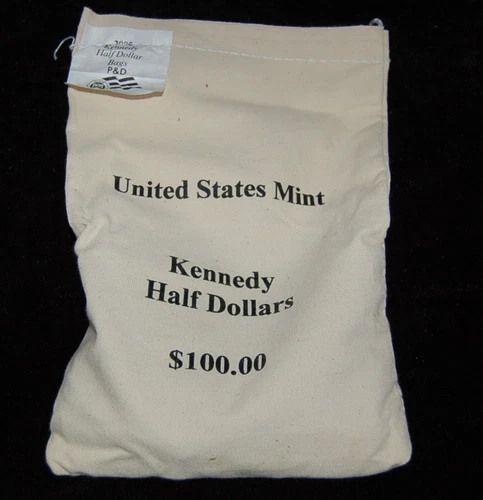 Kennedy
Half Dollar
Bags
P&D
United States Mint
Kennedy
Half Dollars
$100.00